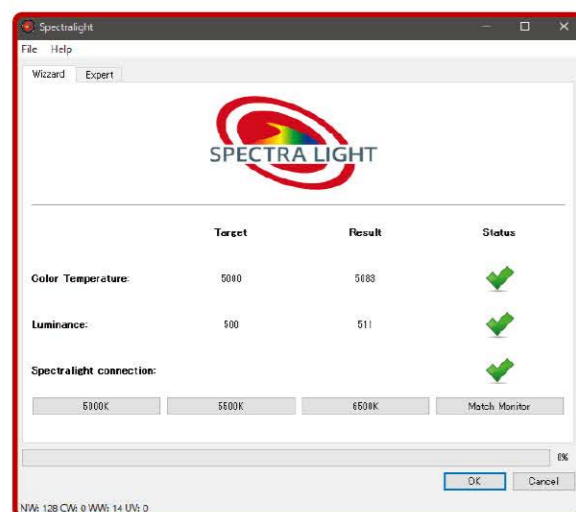 Spectralight
File Help
Wizzard Expert
SPECTRA LIGHT
Target Result Status
Color Temperature: 5000 5083
Luminance: 500 511
Spectralight connection:
5000K 5500K 6500K Match Monitor
0%
OK Cancel
NW: 128 CW: 0 WW: 14 UV: 0